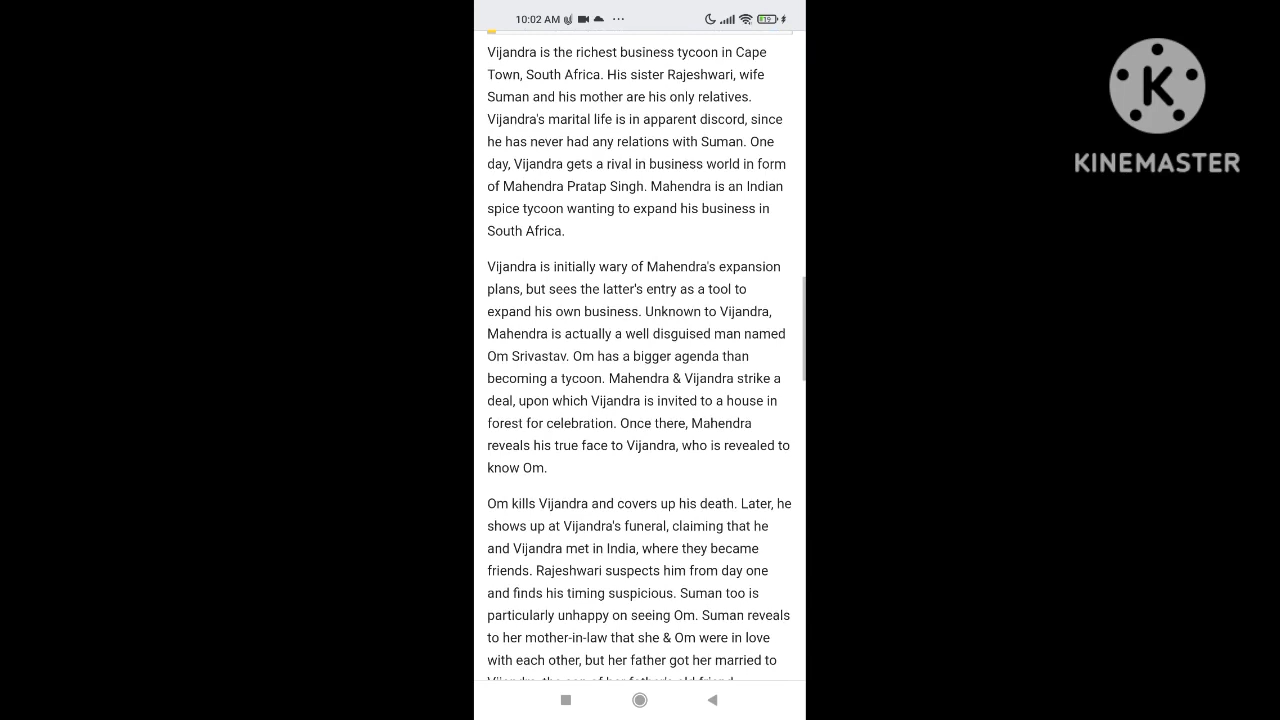 10:02 AM
19
Vijandra is the richest business tycoon in Cape
Town, South Africa. His sister Rajeshwari, wife
Suman and his mother are his only relatives.
Vijandra's marital life is in apparent discord, since
he has never had any relations with Suman. One
day, Vijandra gets a rival in business world in form
of Mahendra Pratap Singh. Mahendra is an Indian
spice tycoon wanting to expand his business in
South Africa.
Vijandra is initially wary of Mahendra's expansion
plans, but sees the latter's entry as a tool to
expand his own business. Unknown to Vijandra,
Mahendra is actually a well disguised man named
Om Srivastav. Om has a bigger agenda than
becoming a tycoon. Mahendra & Vijandra strike a
deal, upon which Vijandra is invited to a house in
forest for celebration. Once there, Mahendra
reveals his true face to Vijandra, who is revealed to
know Om.
Om kills Vijandra and covers up his death. Later, he
shows up at Vijandra's funeral, claiming that he
and Vijandra met in India, where they became
friends. Rajeshwari suspects him from day one
and finds his timing suspicious. Suman too is
particularly unhappy on seeing Om. Suman reveals
to her mother-in-law that she & Om were in love
with each other, but her father got her married to
K
KINEMASTER